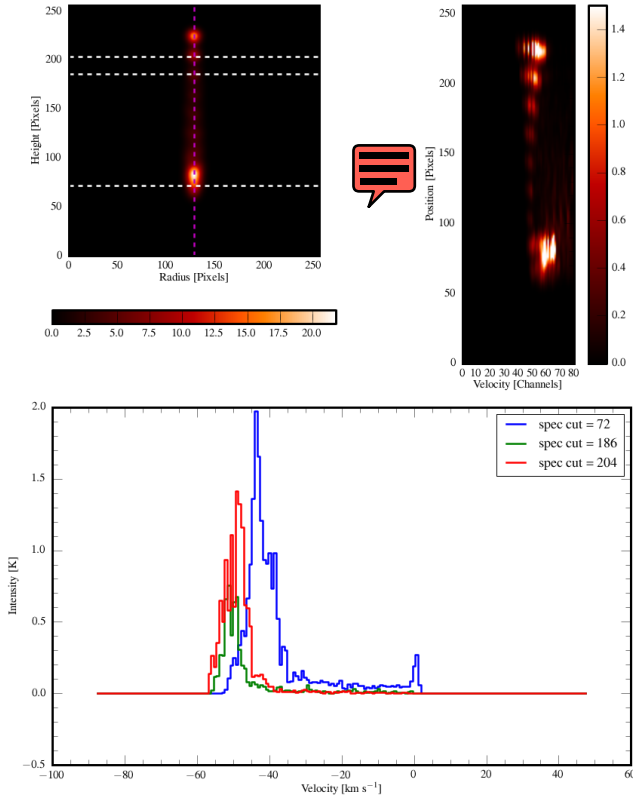 250
200
150
100
50
0
Height [Pixels]
0 50 100 150 200 250
Radius [Pixels]
0.0 2.5 5.0 7.5 10.0 12.5 15.0 17.5 20.0
250
200
150
100
50
0
Position [Pixels]
0 10 20 30 40 50 60 70 80
Velocity [Channels]
1.4
1.2
1.0
0.8
0.6
0.4
0.2
0.0
2.0
1.5
1.0
0.5
0.0
−0.5
Intensity [K]
spec cut = 72
spec cut = 186
spec cut = 204
−100 −80 −60 −40 −20 0 20 40 60
Velocity [km s⁻¹]